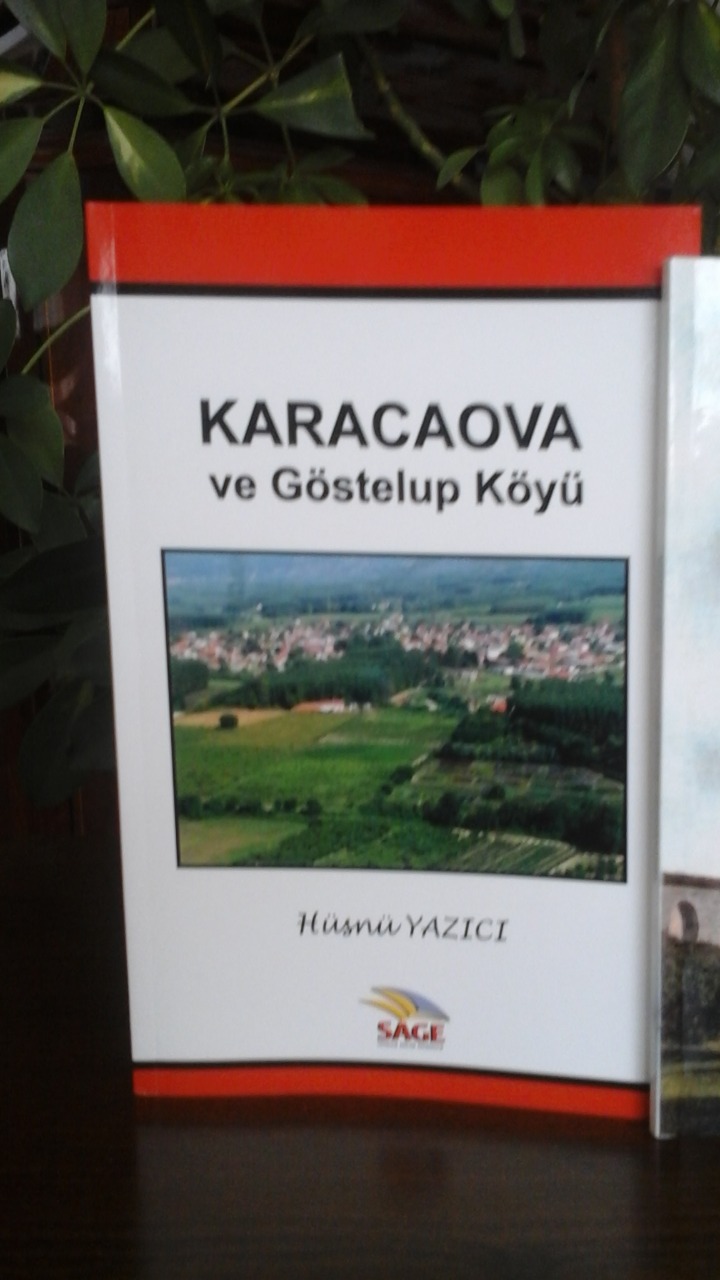 KARACAOVA
ve Göstelup Köyü
Hüsnü YAZICI
SAGE